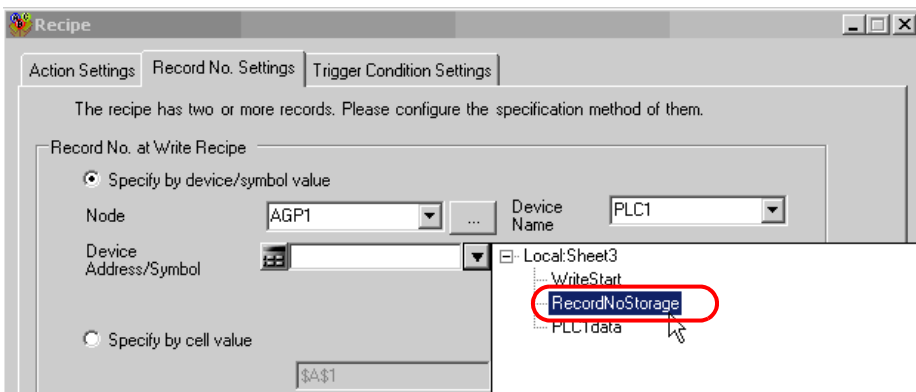 Recipe
Action Settings Record No. Settings Trigger Condition Settings
The recipe has two or more records. Please configure the specification method of them.
Record No. at Write Recipe
Specify by device/symbol value
Node AGP1 ... Device Name PLC1
Device Address/Symbol
Local:Sheet3
WriteStart
RecordNoStorage
PLC1data
Specify by cell value
$A$1